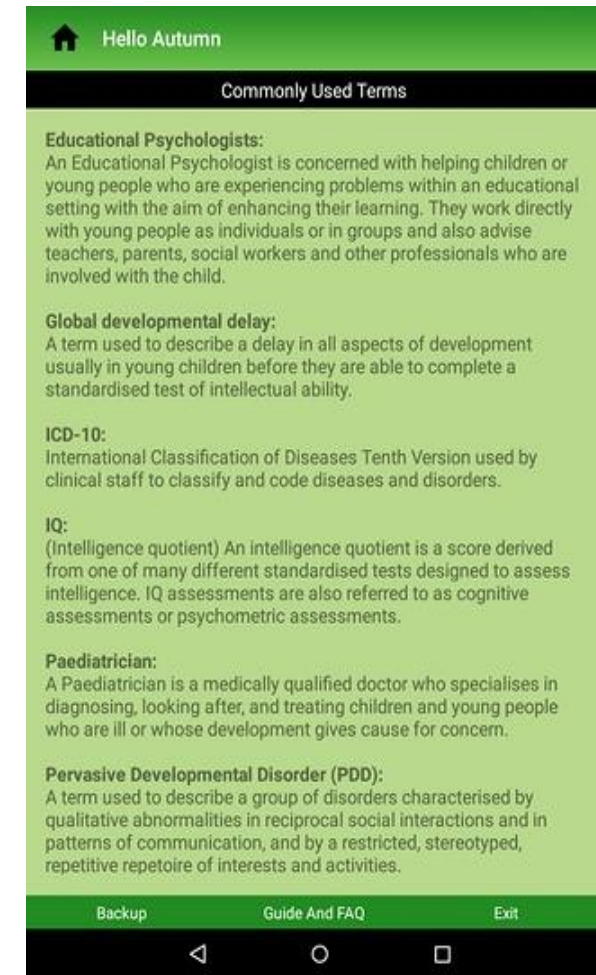 Hello Autumn
Commonly Used Terms
Educational Psychologists:
An Educational Psychologist is concerned with helping children or
young people who are experiencing problems within an educational
setting with the aim of enhancing their learning. They work directly
with young people as individuals or in groups and also advise
teachers, parents, social workers and other professionals who are
involved with the child.
Global developmental delay:
A term used to describe a delay in all aspects of development
usually in young children before they are able to complete a
standardised test of intellectual ability.
ICD-10:
International Classification of Diseases Tenth Version used by
clinical staff to classify and code diseases and disorders.
IQ:
(Intelligence quotient) An intelligence quotient is a score derived
from one of many different standardised tests designed to assess
intelligence. IQ assessments are also referred to as cognitive
assessments or psychometric assessments.
Paediatrician:
A Paediatrician is a medically qualified doctor who specialises in
diagnosing, looking after, and treating children and young people
who are ill or whose development gives cause for concern.
Pervasive Developmental Disorder (PDD):
A term used to describe a group of disorders characterised by
qualitative abnormalities in reciprocal social interactions and in
patterns of communication, and by a restricted, stereotyped,
repetitive repetoire of interests and activities.
Backup Guide And FAQ Exit